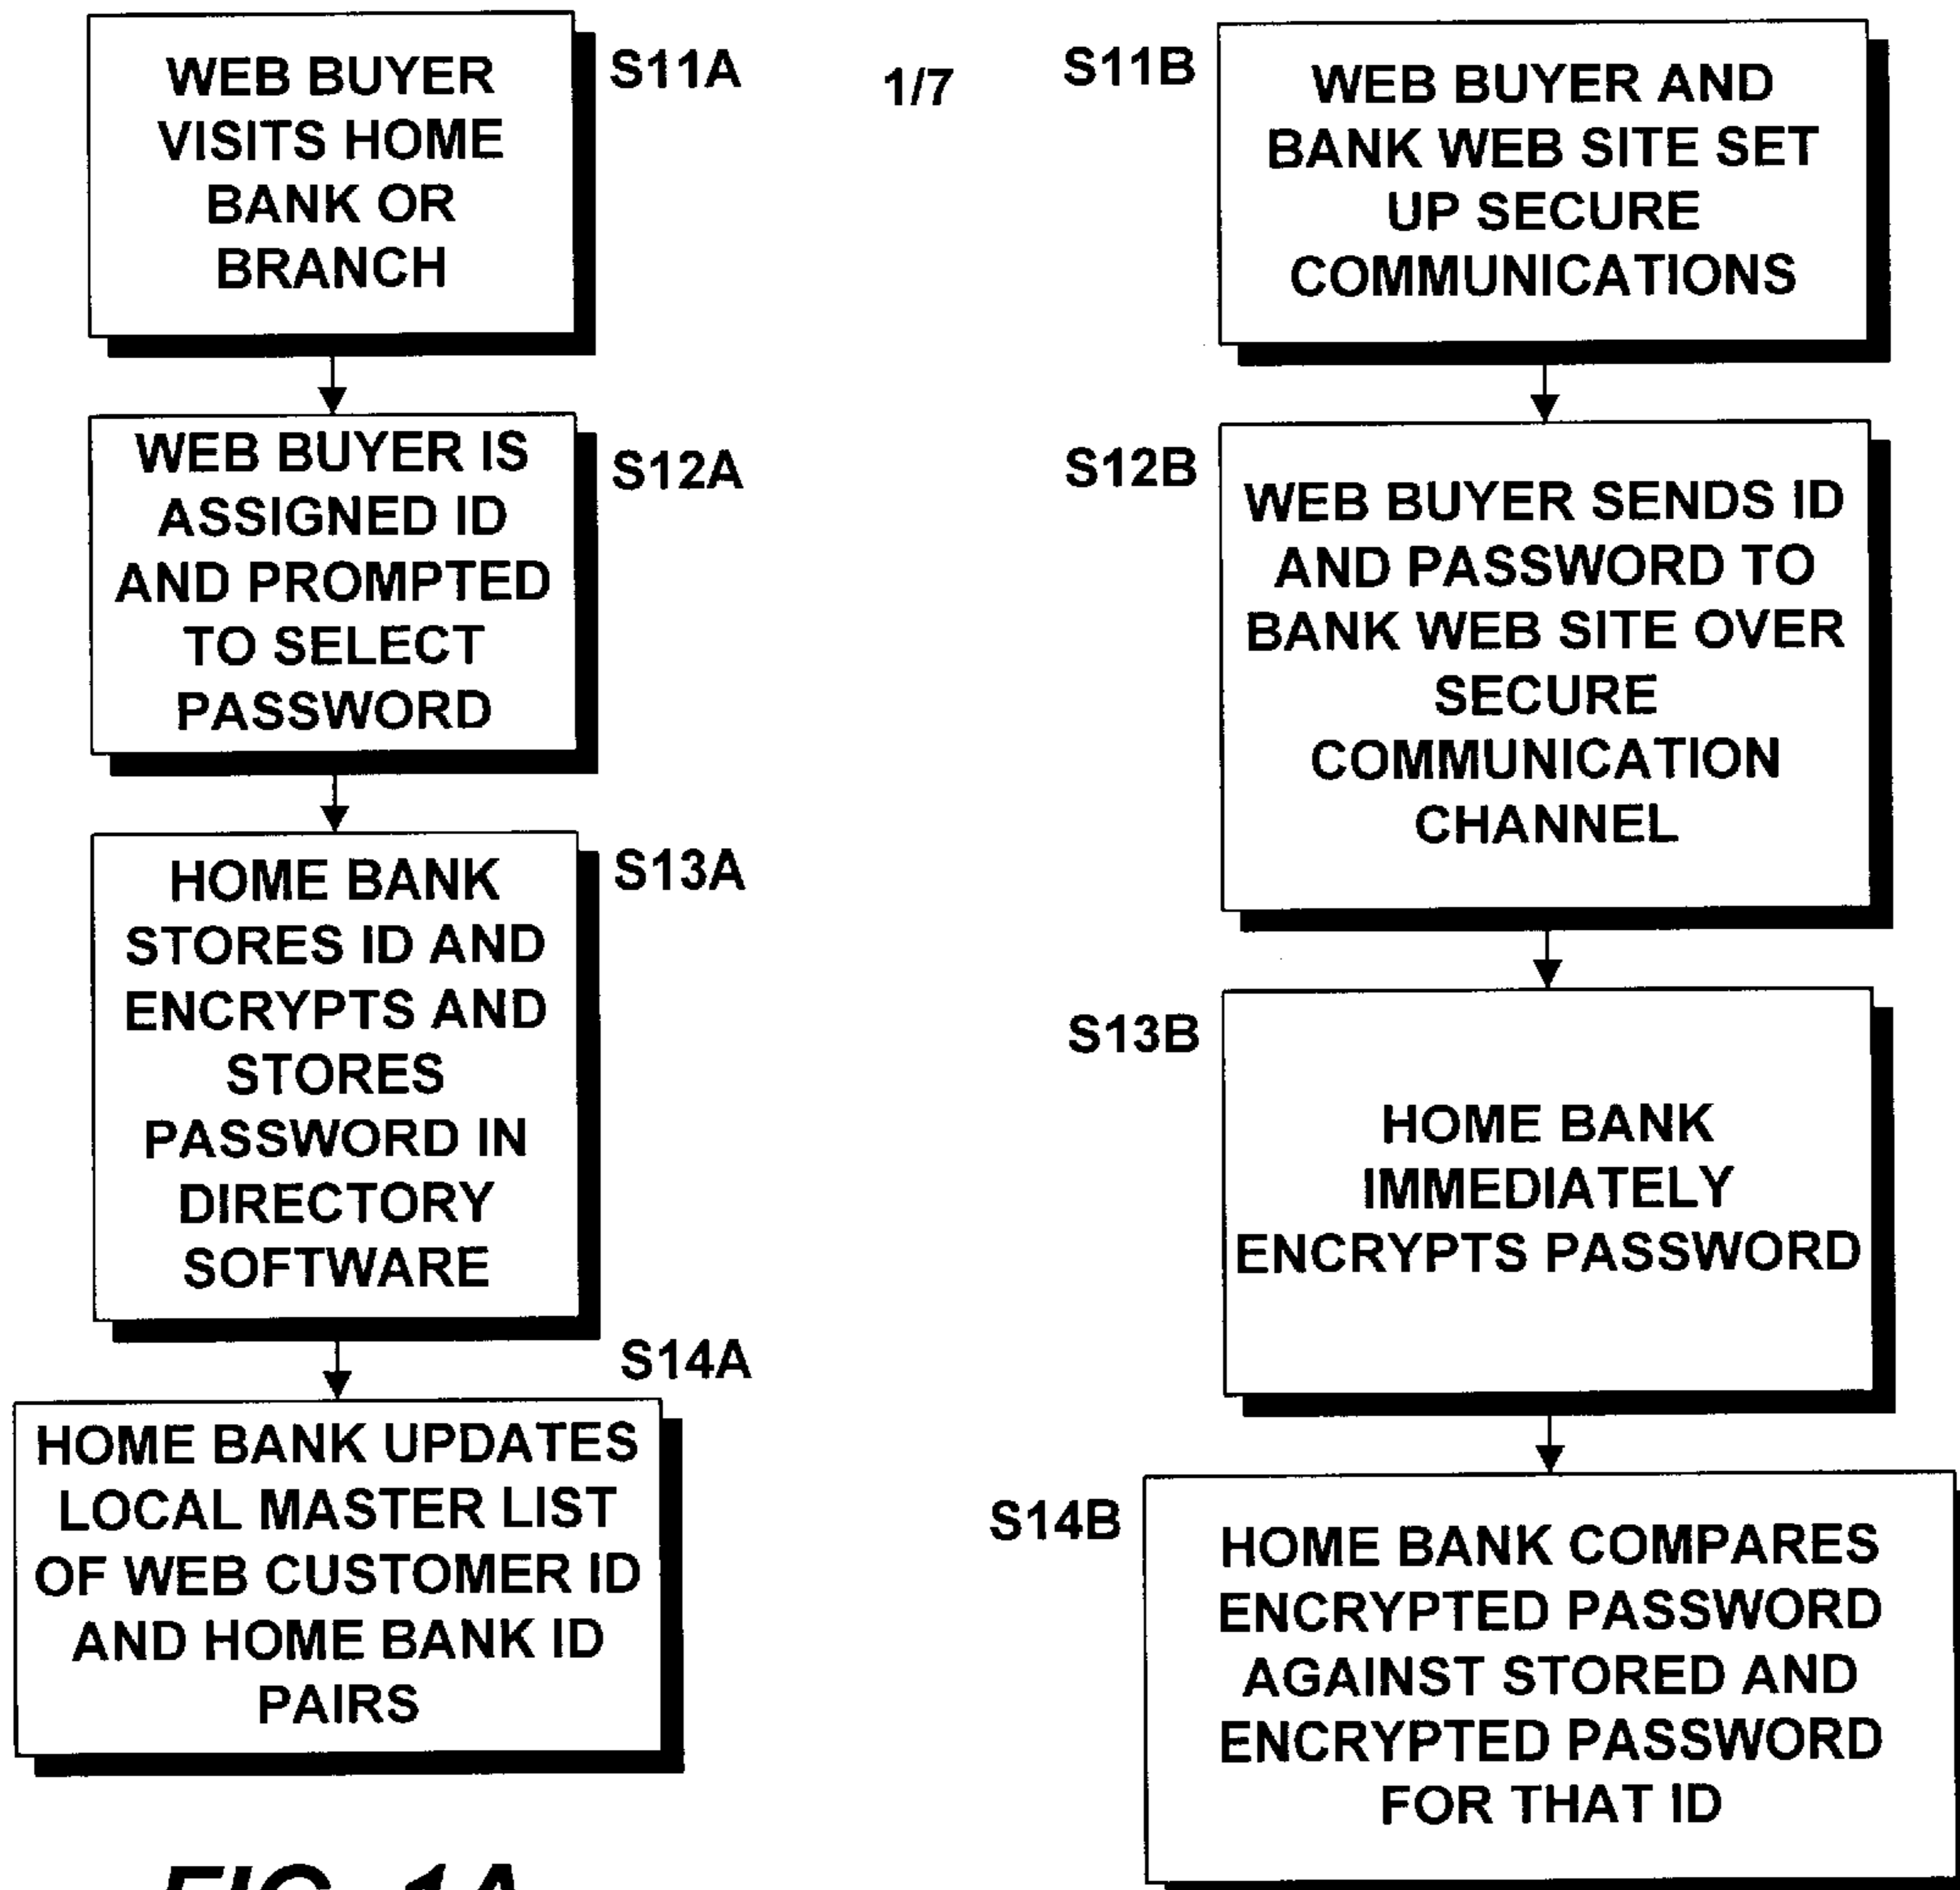 1/7
S11A
WEB BUYER
VISITS HOME
BANK OR
BRANCH
S12A
WEB BUYER IS
ASSIGNED ID
AND PROMPTED
TO SELECT
PASSWORD
S13A
HOME BANK
STORES ID AND
ENCRYPTS AND
STORES
PASSWORD IN
DIRECTORY
SOFTWARE
S14A
HOME BANK UPDATES
LOCAL MASTER LIST
OF WEB CUSTOMER ID
AND HOME BANK ID
PAIRS
FIG. 1A
S11B
WEB BUYER AND
BANK WEB SITE SET
UP SECURE
COMMUNICATIONS
S12B
WEB BUYER SENDS ID
AND PASSWORD TO
BANK WEB SITE OVER
SECURE
COMMUNICATION
CHANNEL
S13B
HOME BANK
IMMEDIATELY
ENCRYPTS PASSWORD
S14B
HOME BANK COMPARES
ENCRYPTED PASSWORD
AGAINST STORED AND
ENCRYPTED PASSWORD
FOR THAT ID